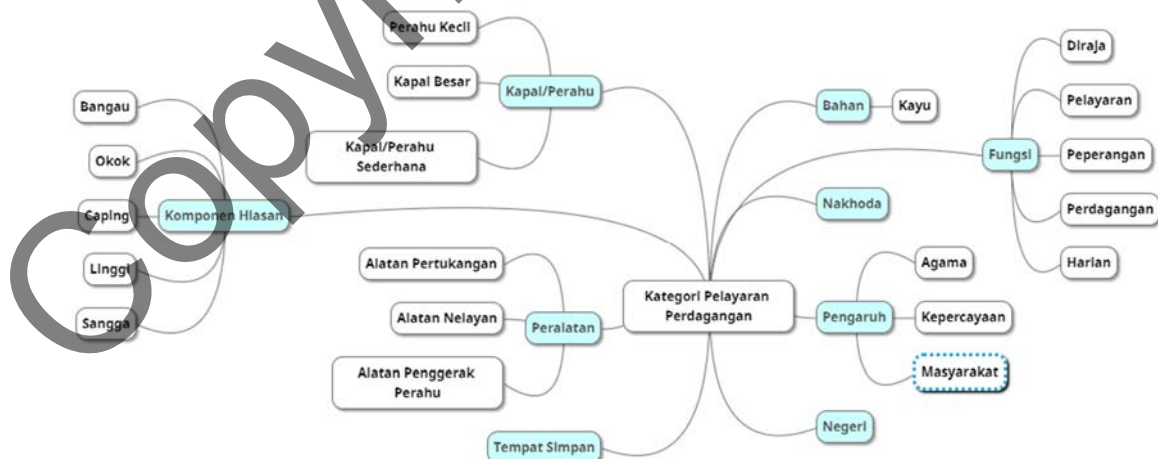 Perahu Kecil
Kapal Besar
Kapal/Perahu
Sederhana
Kapal/Perahu
Bangau
Okok
Caping
Linggi
Sangga
Komponen Hiasan
Alatan Pertukangan
Alatan Nelayan
Alatan Penggerak
Perahu
Peralatan
Tempat Simpan
Kategori Pelayaran
Perdagangan
Bahan
Kayu
Fungsi
Diraja
Pelayaran
Peperangan
Perdagangan
Harian
Nakhoda
Pengaruh
Agama
Kepercayaan
Masyarakat
Negeri